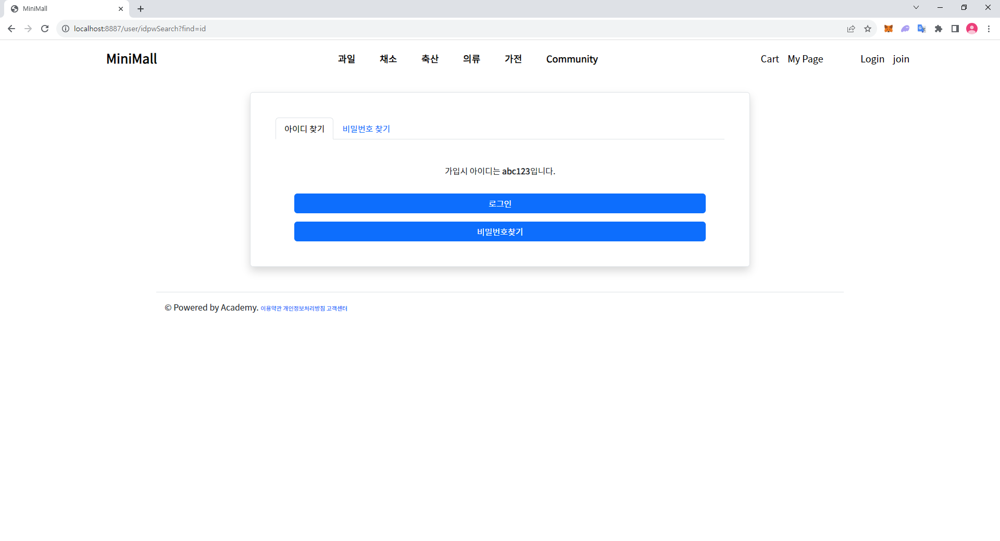 MiniMall
localhost:8887/user/idpwSearch?find=id
MiniMall 과일 채소 축산 의류 가전 Community Cart My Page Login join
아이디 찾기 비밀번호 찾기
가입시 아이디는 abc123입니다.
로그인
비밀번호찾기
© Powered by Academy. 이용약관 개인정보처리방침 고객센터